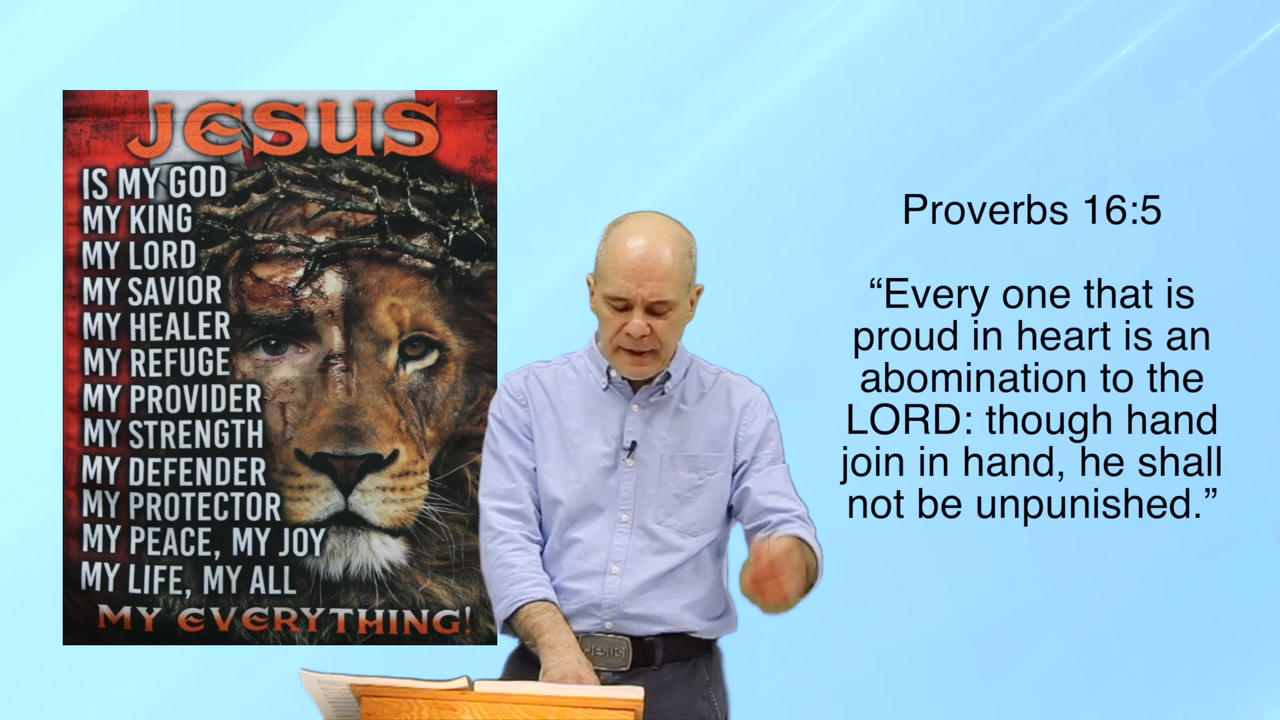 JESUS
IS MY GOD
MY KING
MY LORD
MY SAVIOR
MY HEALER
MY REFUGE
MY PROVIDER
MY STRENGTH
MY DEFENDER
MY PROTECTOR
MY PEACE, MY JOY
MY LIFE, MY ALL
MY EVERYTHING!
JESUS
Proverbs 16:5
“Every one that is
proud in heart is an
abomination to the
LORD: though hand
join in hand, he shall
not be unpunished.”